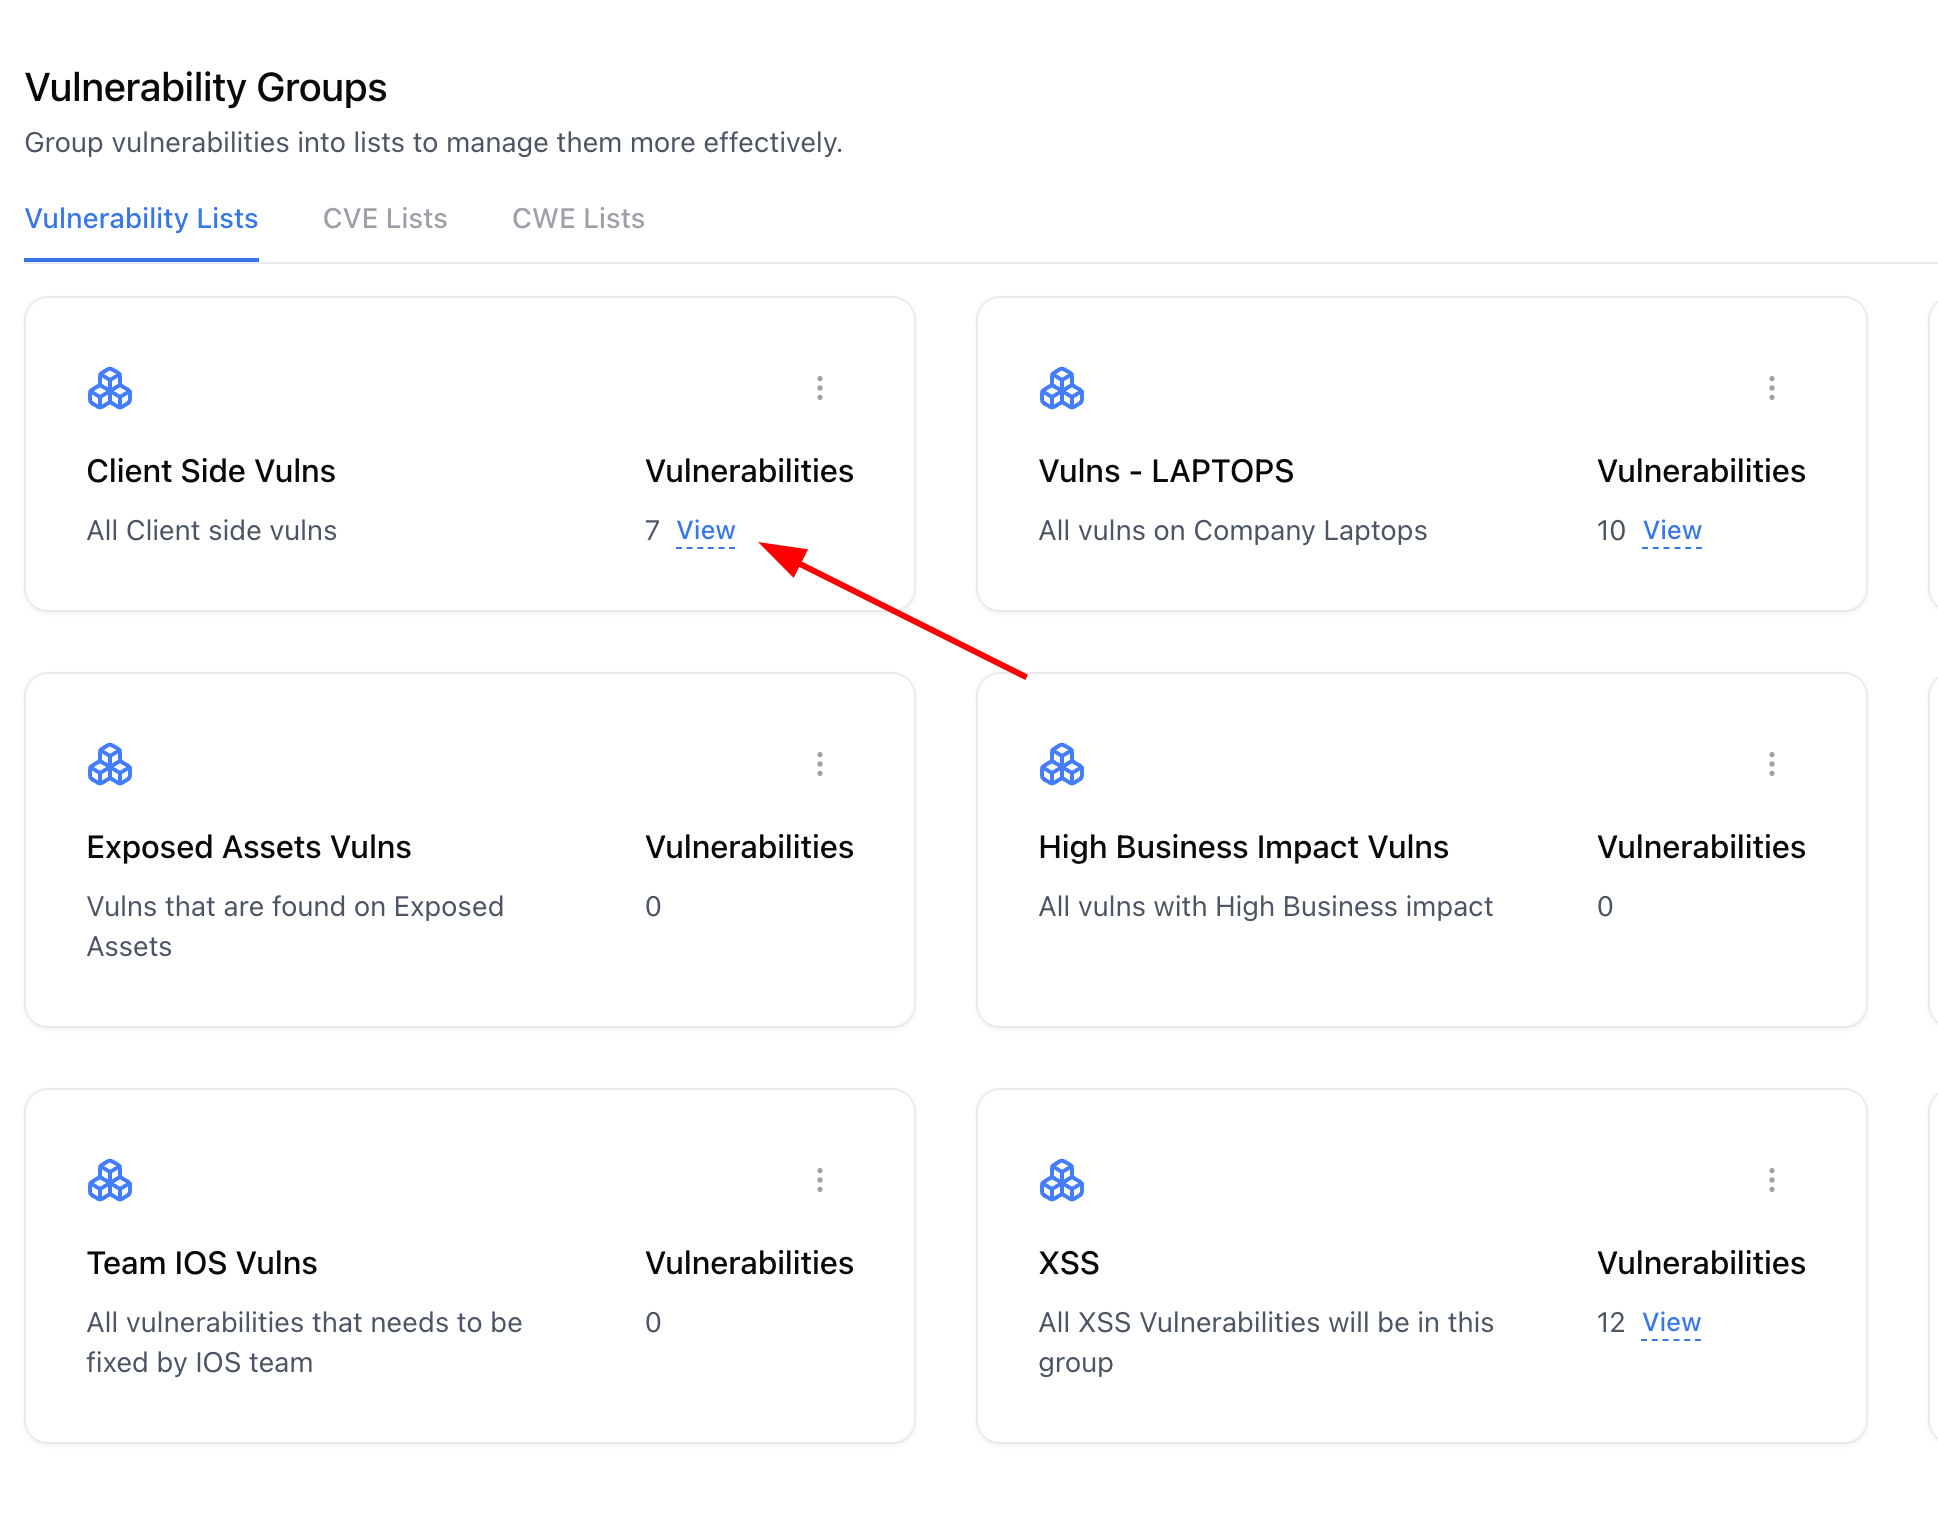 Vulnerability Groups
Group vulnerabilities into lists to manage them more effectively.
Vulnerability Lists CVE Lists CWE Lists
Client Side Vulns Vulnerabilities
All Client side vulns 7 View
Vulns - LAPTOPS Vulnerabilities
All vulns on Company Laptops 10 View
Exposed Assets Vulns Vulnerabilities
Vulns that are found on Exposed 0
Assets
High Business Impact Vulns Vulnerabilities
All vulns with High Business impact 0
Team IOS Vulns Vulnerabilities
All vulnerabilities that needs to be 0
fixed by IOS team
XSS Vulnerabilities
All XSS Vulnerabilities will be in this 12 View
group